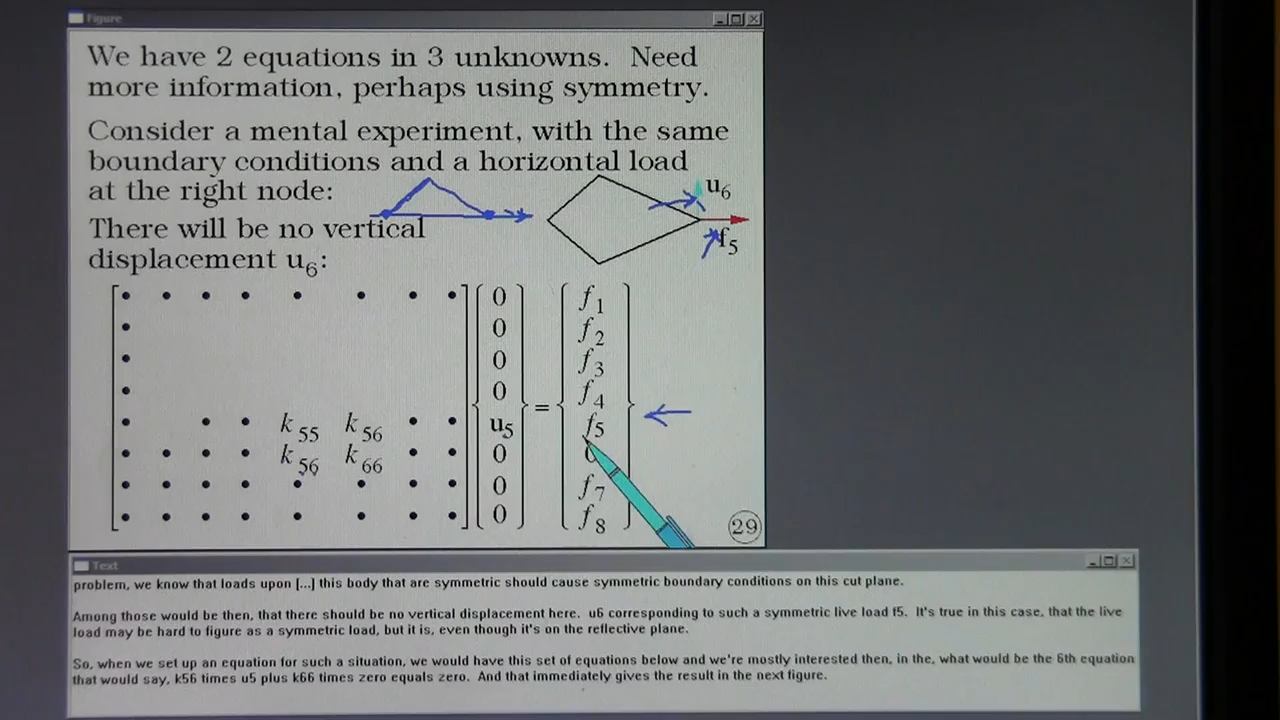 Figure
We have 2 equations in 3 unknowns. Need
more information, perhaps using symmetry.
Consider a mental experiment, with the same
boundary conditions and a horizontal load
at the right node:
u6
f5
There will be no vertical
displacement u6:
0 f1
0 f2
0 f3
0 f4
k55 k56 u5 = f5
k56 k66 0
0 f7
0 f8
29
Text
problem, we know that loads upon [...] this body that are symmetric should cause symmetric boundary conditions on this cut plane.
Among those would be then, that there should be no vertical displacement here. u6 corresponding to such a symmetric live load f5. It's true in this case, that the live
load may be hard to figure as a symmetric load, but it is, even though it's on the reflective plane.
So, when we set up an equation for such a situation, we would have this set of equations below and we're mostly interested then, in the, what would be the 6th equation
that would say, k56 times u5 plus k66 times zero equals zero. And that immediately gives the result in the next figure.